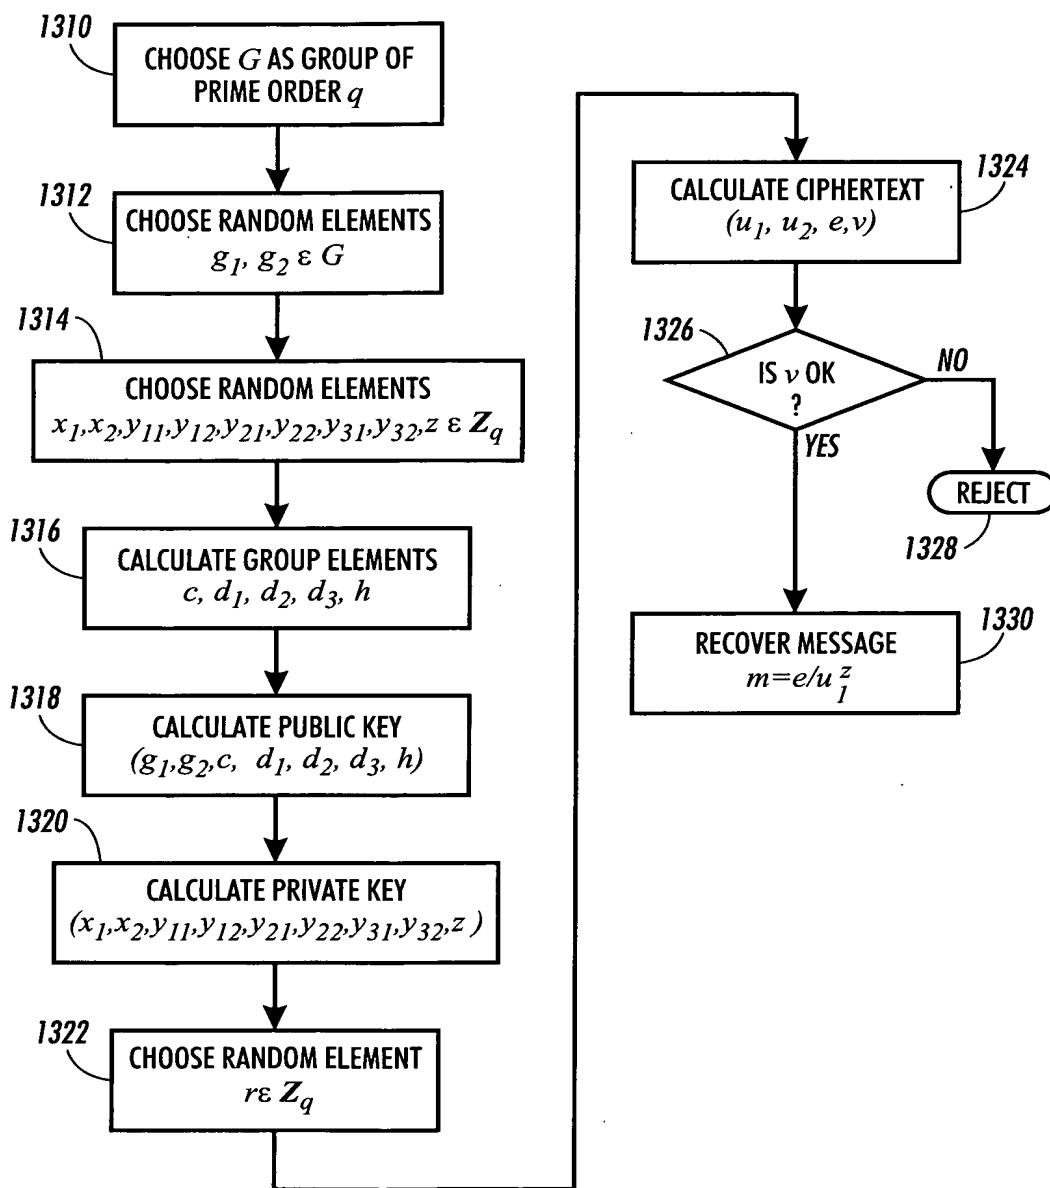 1310
CHOOSE G AS GROUP OF
PRIME ORDER q
1312
CHOOSE RANDOM ELEMENTS
g₁, g₂ ε G
1314
CHOOSE RANDOM ELEMENTS
x₁,x₂,y₁₁,y₁₂,y₂₁,y₂₂,y₃₁,y₃₂,z ε Z_q
1316
CALCULATE GROUP ELEMENTS
c, d₁, d₂, d₃, h
1318
CALCULATE PUBLIC KEY
(g₁,g₂,c, d₁, d₂, d₃, h)
1320
CALCULATE PRIVATE KEY
(x₁,x₂,y₁₁,y₁₂,y₂₁,y₂₂,y₃₁,y₃₂,z )
1322
CHOOSE RANDOM ELEMENT
rε Z_q
1324
CALCULATE CIPHERTEXT
(u₁, u₂, e,v)
1326
IS v OK
?
NO
YES
REJECT
1328
1330
RECOVER MESSAGE
m=e/u₁ᶻ